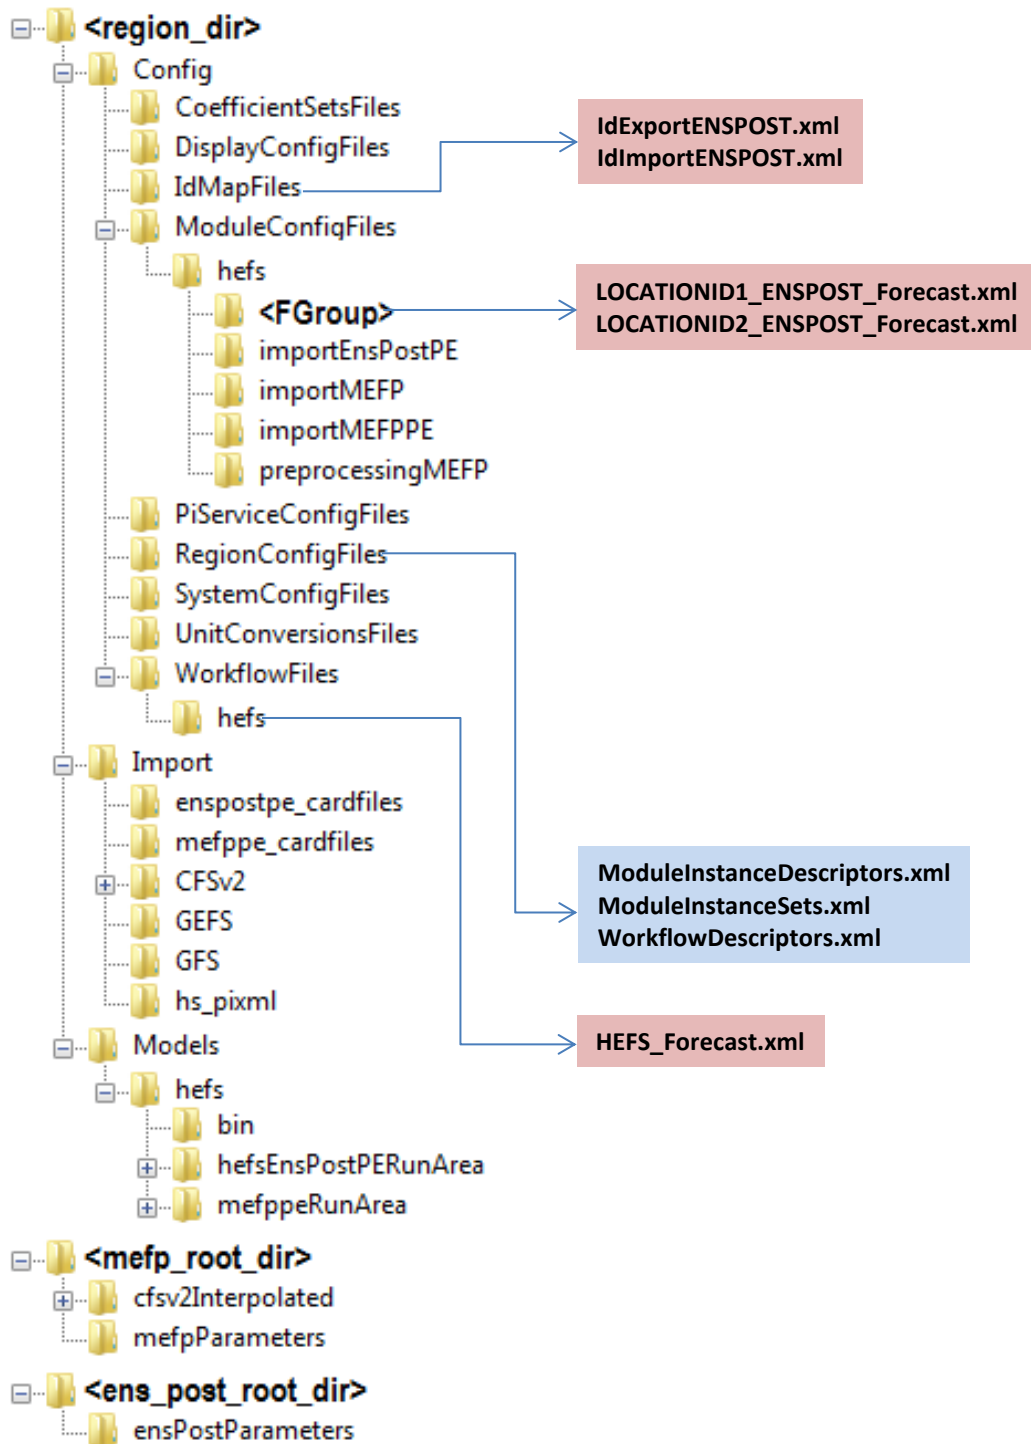 <region_dir>
Config
CoefficientSetsFiles
DisplayConfigFiles
IdMapFiles
IdExportENSPOST.xml
IdImportENSPOST.xml
ModuleConfigFiles
hefs
<FGroup>
LOCATIONID1_ENSPOST_Forecast.xml
LOCATIONID2_ENSPOST_Forecast.xml
importEnsPostPE
importMEFP
importMEFPPE
preprocessingMEFP
PiServiceConfigFiles
RegionConfigFiles
SystemConfigFiles
UnitConversionsFiles
WorkflowFiles
hefs
Import
enspostpe_cardfiles
mefppe_cardfiles
CFSv2
GEFS
GFS
hs_pixml
ModuleInstanceDescriptors.xml
ModuleInstanceSets.xml
WorkflowDescriptors.xml
Models
HEFS_Forecast.xml
hefs
bin
hefsEnsPostPERunArea
mefppeRunArea
<mefp_root_dir>
cfsv2Interpolated
mefpParameters
<ens_post_root_dir>
ensPostParameters